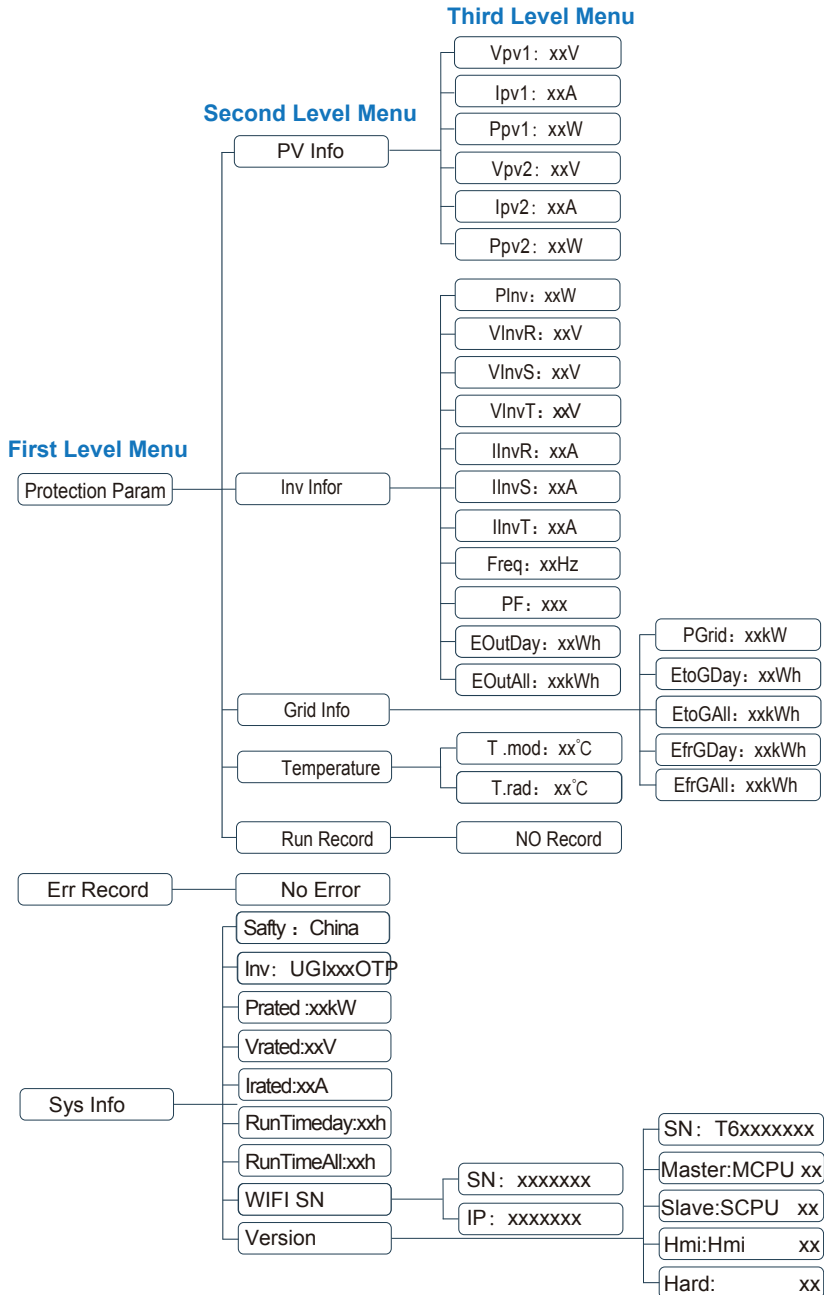 Third Level Menu
Vpv1: xxV
Ipv1: xxA
Second Level Menu
Ppv1: xxW
PV Info
Vpv2: xxV
Ipv2: xxA
Ppv2: xxW
PInv: xxW
VInvR: xxV
VInvS: xxV
VInvT: xxV
First Level Menu
IInvR: xxA
Protection Param
Inv Infor
IInvS: xxA
IInvT: xxA
Freq: xxHz
PF: xxx
EOutDay: xxWh
EOutAll: xxkWh
PGrid: xxkW
EtoGDay: xxWh
Grid Info
EtoGAll: xxkWh
EfrGDay: xxkWh
EfrGAll: xxkWh
Temperature
T .mod: xx°C
T.rad: xx°C
Run Record
NO Record
Err Record
No Error
Safty : China
Inv: UGIxxxOTP
Prated :xxkW
Vrated:xxV
Irated:xxA
Sys Info
RunTimeday:xxh
RunTimeAll:xxh
WIFI SN
SN: xxxxxxx
IP: xxxxxxx
Version
SN: T6xxxxxxx
Master:MCPU xx
Slave:SCPU xx
Hmi:Hmi xx
Hard: xx